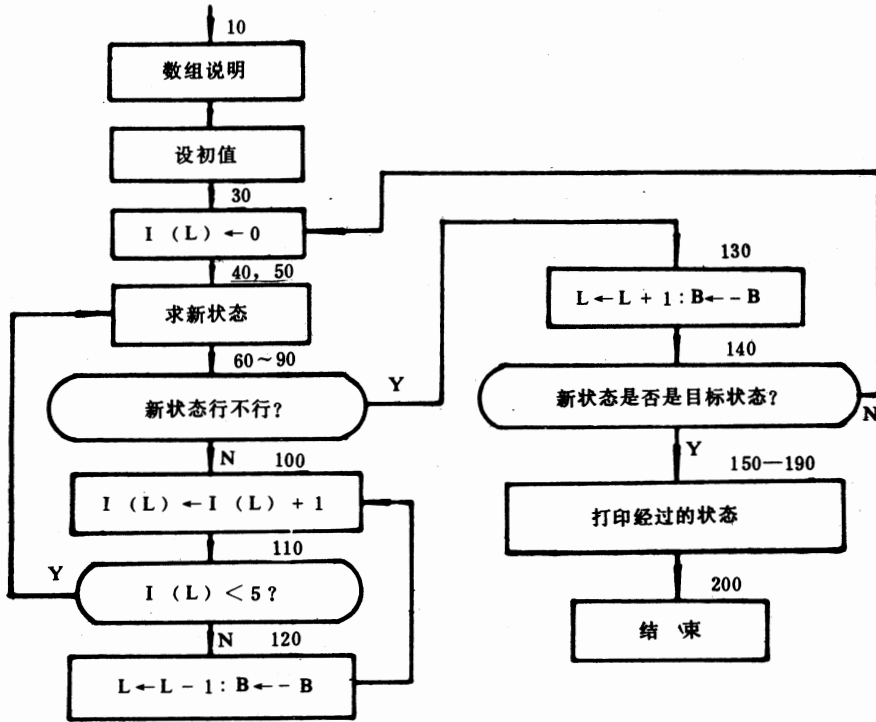 10
数组说明
设初值
30
I (L) ←0
40, 50
求新状态
60～90
新状态行不行?
Y
N
100
I (L) ←I (L) + 1
110
I (L) < 5?
Y
N
120
L←L - 1 : B←- B
130
L←L + 1 : B←- B
140
新状态是否是目标状态?
N
Y
150—190
打印经过的状态
200
结 束